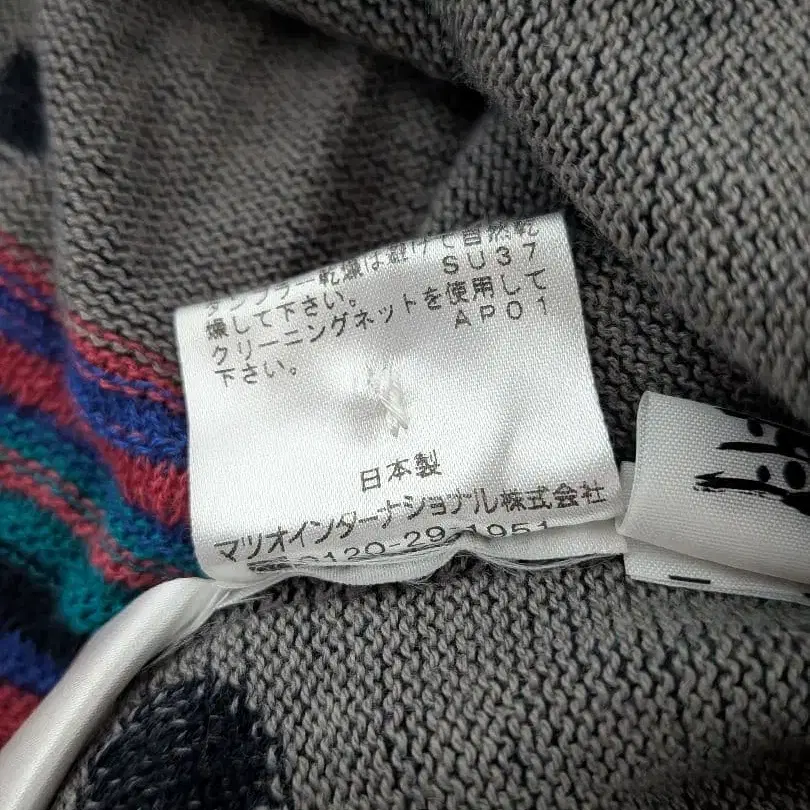 タンブラー乾燥は避けて自然乾
燥して下さい。 SU37
クリーニングネットを使用して
下さい。 AP01
日本製
マツオインターナショナル株式会社
0120-29-1951